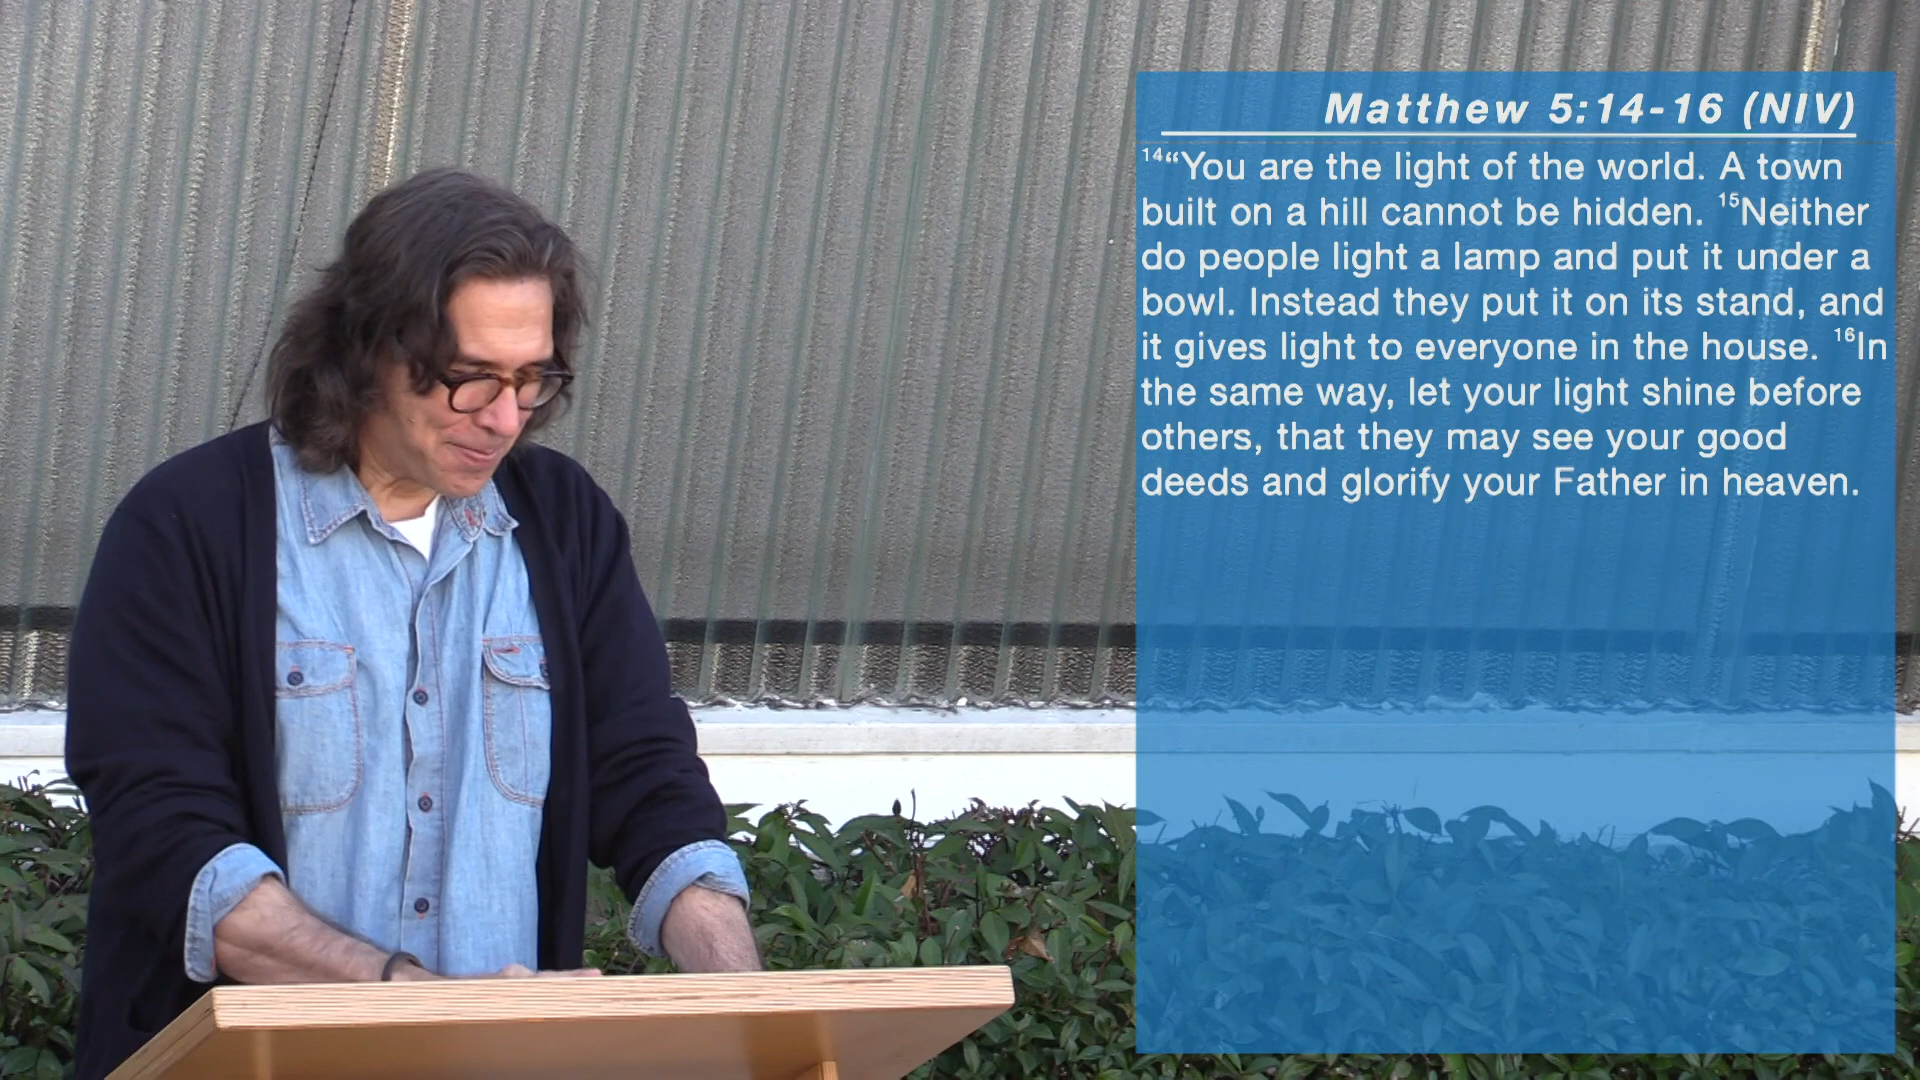 Matthew 5:14-16 (NIV)
¹⁴“You are the light of the world. A town
built on a hill cannot be hidden. ¹⁵Neither
do people light a lamp and put it under a
bowl. Instead they put it on its stand, and
it gives light to everyone in the house. ¹⁶In
the same way, let your light shine before
others, that they may see your good
deeds and glorify your Father in heaven.